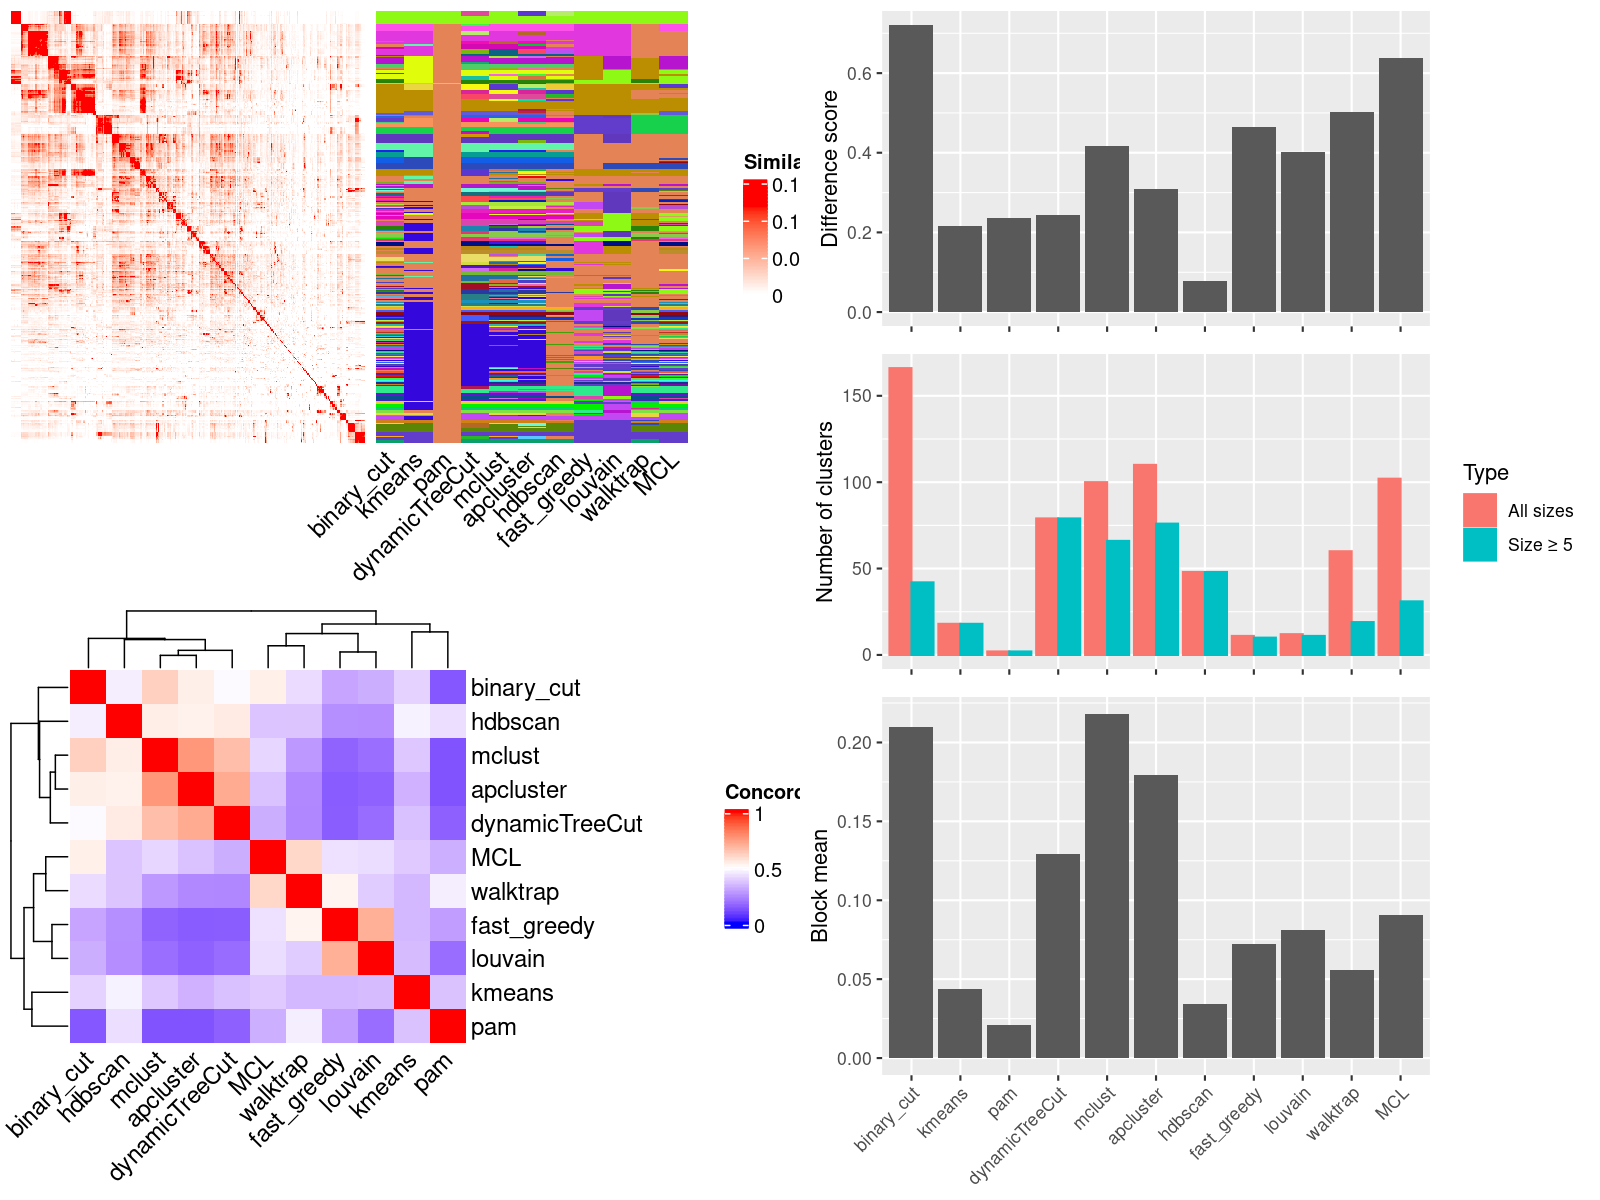 Simila
0.1
0.1
0.0
0
binary_cut
kmeans
pam
dynamicTreeCut
mclust
apcluster
hdbscan
fast_greedy
louvain
walktrap
MCL
binary_cut
hdbscan
mclust
apcluster
dynamicTreeCut
MCL
walktrap
fast_greedy
louvain
kmeans
pam
Concord
1
0.5
0
binary_cut
hdbscan
mclust
apcluster
dynamicTreeCut
MCL
walktrap
fast_greedy
louvain
kmeans
pam
Difference score
0.6
0.4
0.2
0.0
Number of clusters
150
100
50
0
Type
All sizes
Size ≥ 5
Block mean
0.20
0.15
0.10
0.05
0.00
binary_cut
kmeans
pam
dynamicTreeCut
mclust
apcluster
hdbscan
fast_greedy
louvain
walktrap
MCL